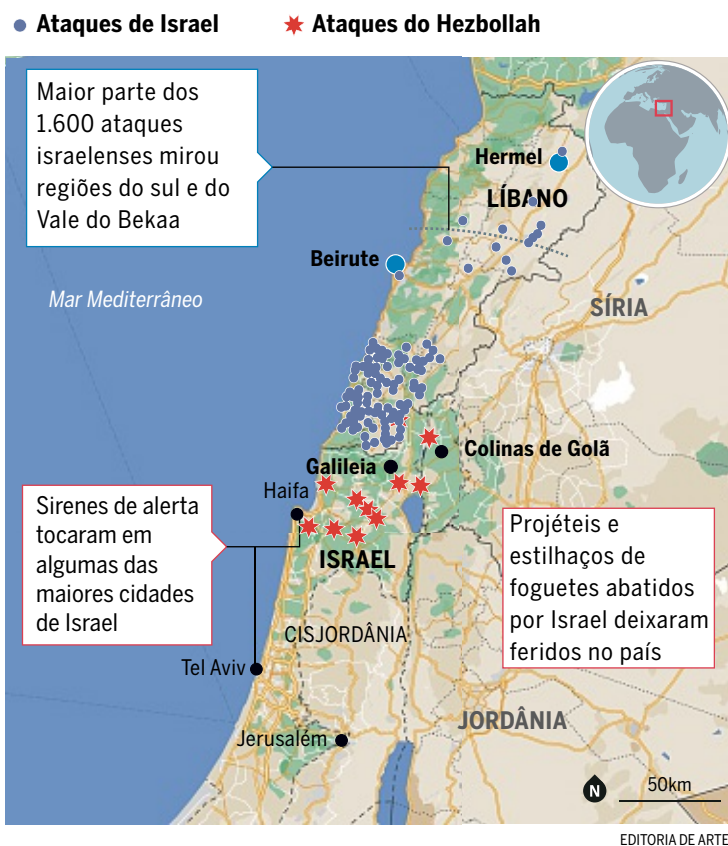 Ataques de Israel
Ataques do Hezbollah
Maior parte dos
1.600 ataques
israelenses mirou
regiões do sul e do
Vale do Bekaa
Hermel
LÍBANO
Beirute
Mar Mediterrâneo
SÍRIA
Colinas de Golã
Galileia
Haifa
Sirenes de alerta
tocaram em
algumas das
maiores cidades
de Israel
Projéteis e
estilhaços de
foguetes abatidos
por Israel deixaram
feridos no país
ISRAEL
CISJORDÂNIA
Tel Aviv
JORDÂNIA
Jerusalém
N
50km
EDITORIA DE ARTE